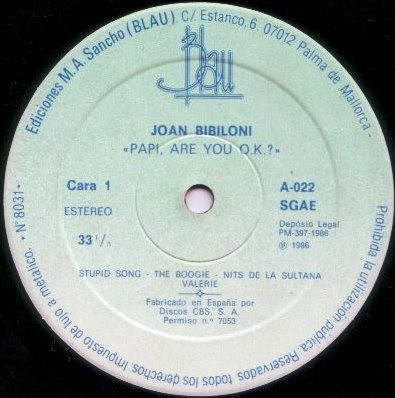 Ediciones M. A. Sancho (BLAU). C/ Estanco, 6. 07012 Palma de Mallorca -
Blau
JOAN BIBILONI
«PAPI, ARE YOU O.K.?»
Cara 1
A-022
ESTEREO
SGAE
33 1/3
Depósio Legal
PM-397-1986
℗ 1986
STUPID SONG - THE BOOGIE - NITS DE LA SULTANA
VALERIE
Fabricado en España por
Discos CBS, S. A.
Permiso n.º 7053
Prohibida la utilización pública. Reservados todos los derechos. Impuesto de lujo a metálico. • N° 8031 •